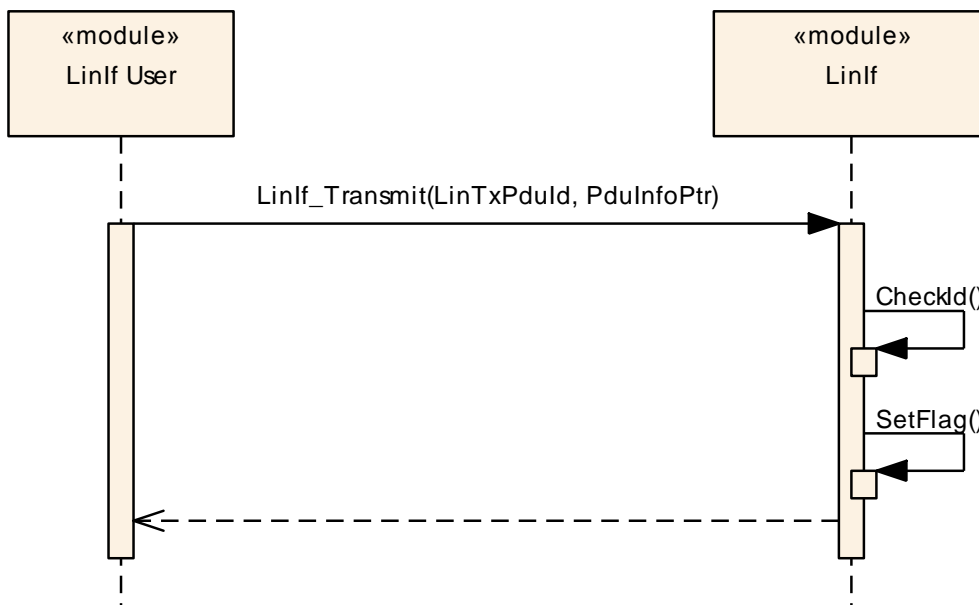 «module»
LinIf User
«module»
LinIf
LinIf_Transmit(LinTxPduId, PduInfoPtr)
CheckId()
SetFlag()